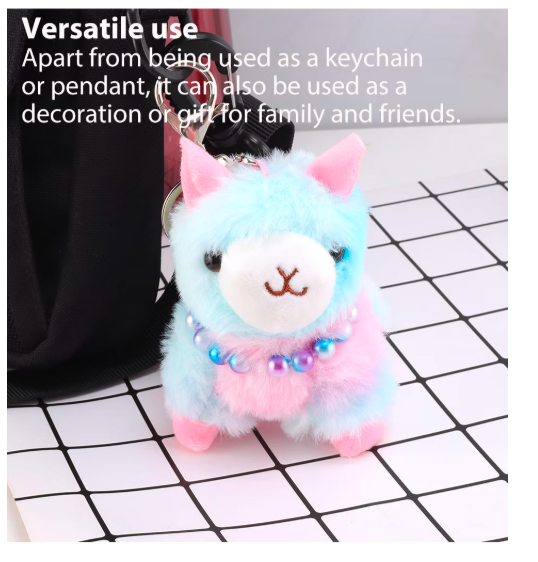 Versatile use
Apart from being used as a keychain
or pendant, it can also be used as a
decoration or gift for family and friends.